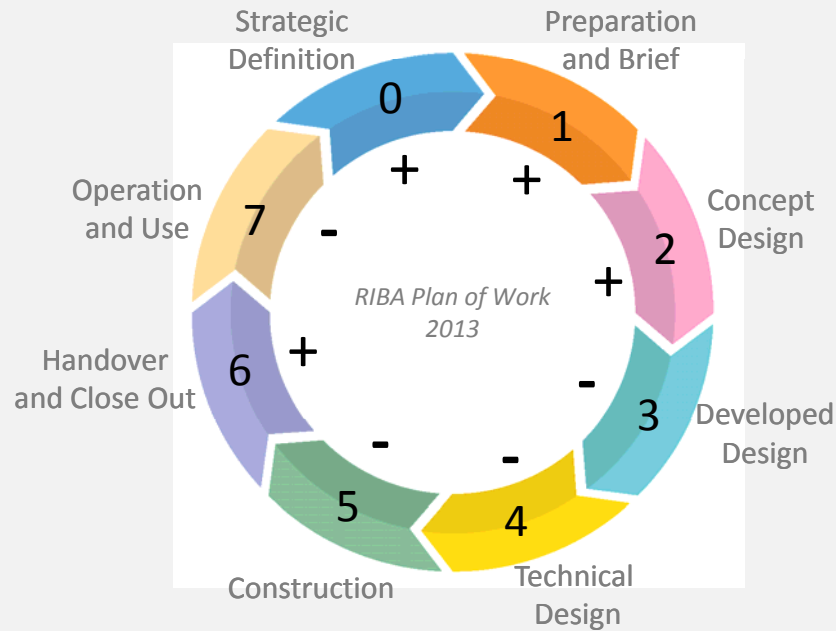 Strategic
Definition
0
+
Preparation
and Brief
1
+
Concept
Design
2
+
Developed
Design
3
-
Technical
Design
4
-
Construction
5
-
Handover
and Close Out
6
+
Operation
and Use
7
-
RIBA Plan of Work
2013